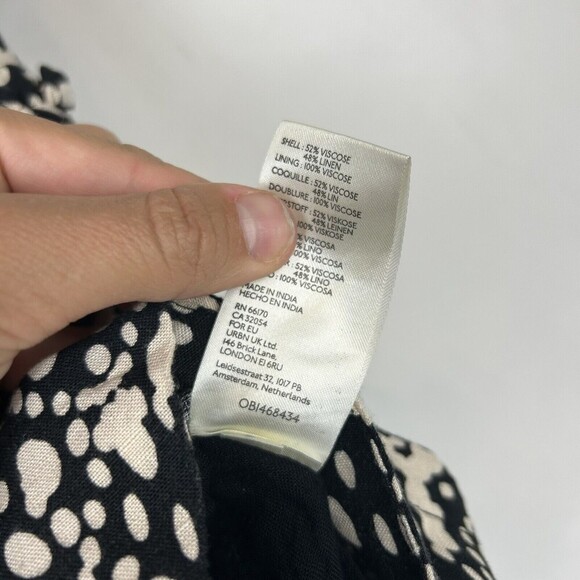 SHELL : 52% VISCOSE
48% LINEN
LINING : 100% VISCOSE
COQUILLE : 52% VISCOSE
48% LIN
DOUBLURE : 100% VISCOSE
52% VISKOSE
48% LEINEN
100% VISKOSE
VISCOSA
LINO
100% VISCOSA
: 52% VISCOSA
48% LINO
: 100% VISCOSA
MADE IN INDIA
HECHO EN INDIA
RN 66170
CA 32054
FOR EU
URBN UK Ltd.
146 Brick Lane,
LONDON E1 6RU
Leidsestraat 32, 1017 PB
Amsterdam, Netherlands
OB1468434